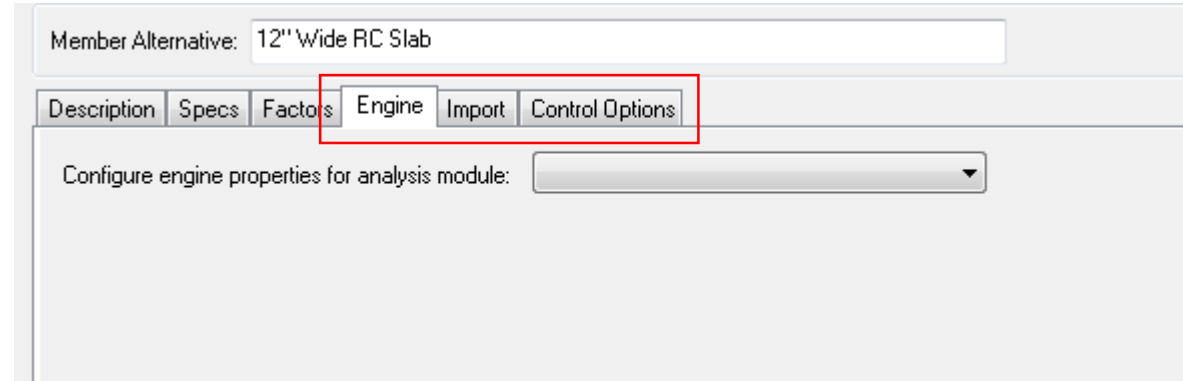 Member Alternative: 12" Wide RC Slab
Description Specs Factors Engine Import Control Options
Configure engine properties for analysis module: